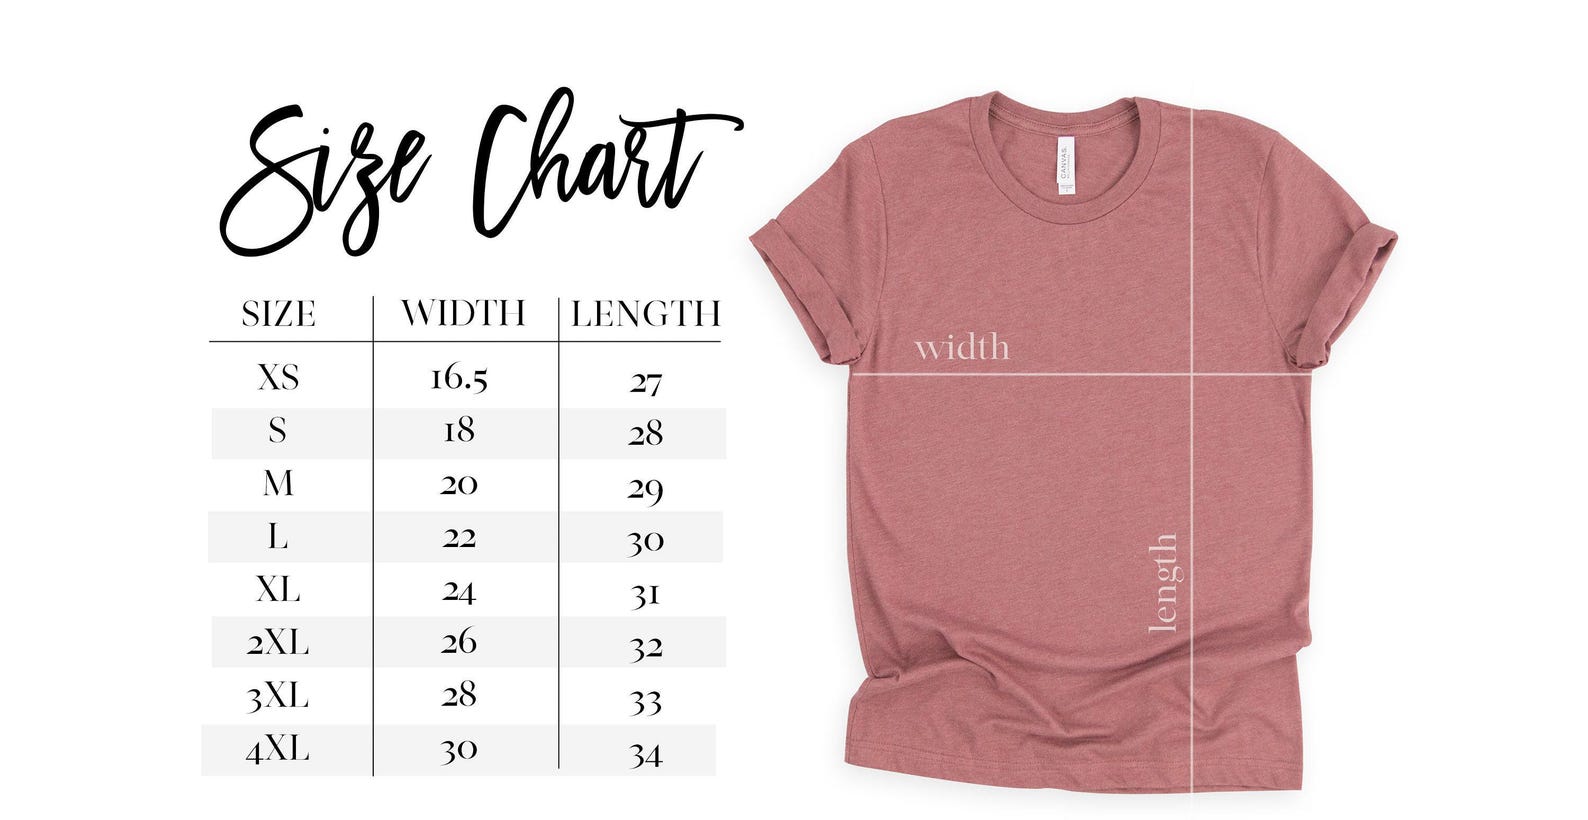 Size Chart
SIZE WIDTH LENGTH
XS 16.5 27
S 18 28
M 20 29
L 22 30
XL 24 31
2XL 26 32
3XL 28 33
4XL 30 34
CANVAS.
width
length